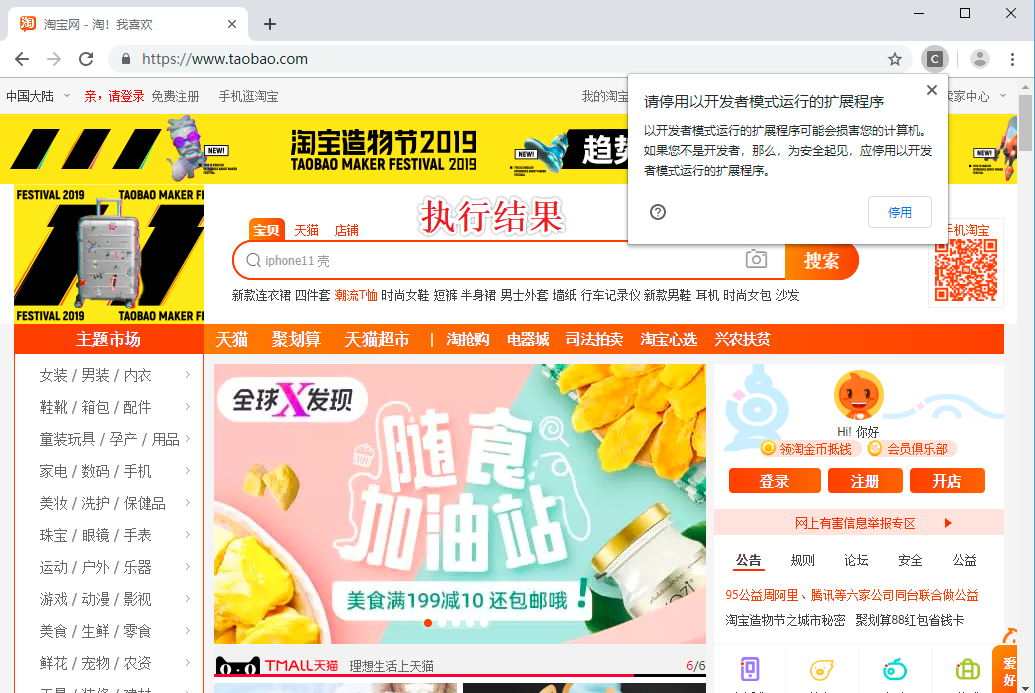 淘宝网 - 淘！我喜欢
https://www.taobao.com
中国大陆 亲，请登录 免费注册 手机逛淘宝 我的淘宝 卖家中心
请停用以开发者模式运行的扩展程序
以开发者模式运行的扩展程序可能会损害您的计算机。
如果您不是开发者，那么，为安全起见，应停用以开发
者模式运行的扩展程序。
停用
NEW!
淘宝造物节2019
TAOBAO MAKER FESTIVAL 2019
NEW!
趋势
NEW!
FESTIVAL 2019 TAOBAO MAKER F
FESTIVAL 2019 TAOBAO MAKER F
执行结果
宝贝 天猫 店铺
iphone11 壳
搜索
新款连衣裙 四件套 潮流T恤 时尚女鞋 短裤 半身裙 男士外套 墙纸 行车记录仪 新款男鞋 耳机 时尚女包 沙发
手机淘宝
主题市场 天猫 聚划算 天猫超市 | 淘抢购 电器城 司法拍卖 淘宝心选 兴农扶贫
女装 / 男装 / 内衣
鞋靴 / 箱包 / 配件
童装玩具 / 孕产 / 用品
家电 / 数码 / 手机
美妆 / 洗护 / 保健品
珠宝 / 眼镜 / 手表
运动 / 户外 / 乐器
游戏 / 动漫 / 影视
美食 / 生鲜 / 零食
鲜花 / 宠物 / 农资
工具 / 装修 / 建材
全球X发现
随食
加油站
美食满199减10 还包邮哦！
TMALL天猫 理想生活上天猫 6/6
Hi! 你好
领淘金币抵钱 会员俱乐部
登录 注册 开店
网上有害信息举报专区
公告 规则 论坛 安全 公益
95公益周阿里、腾讯等六家公司同台联合做公益
淘宝造物节之城市秘密 聚划算88红包省钱卡
爱
好